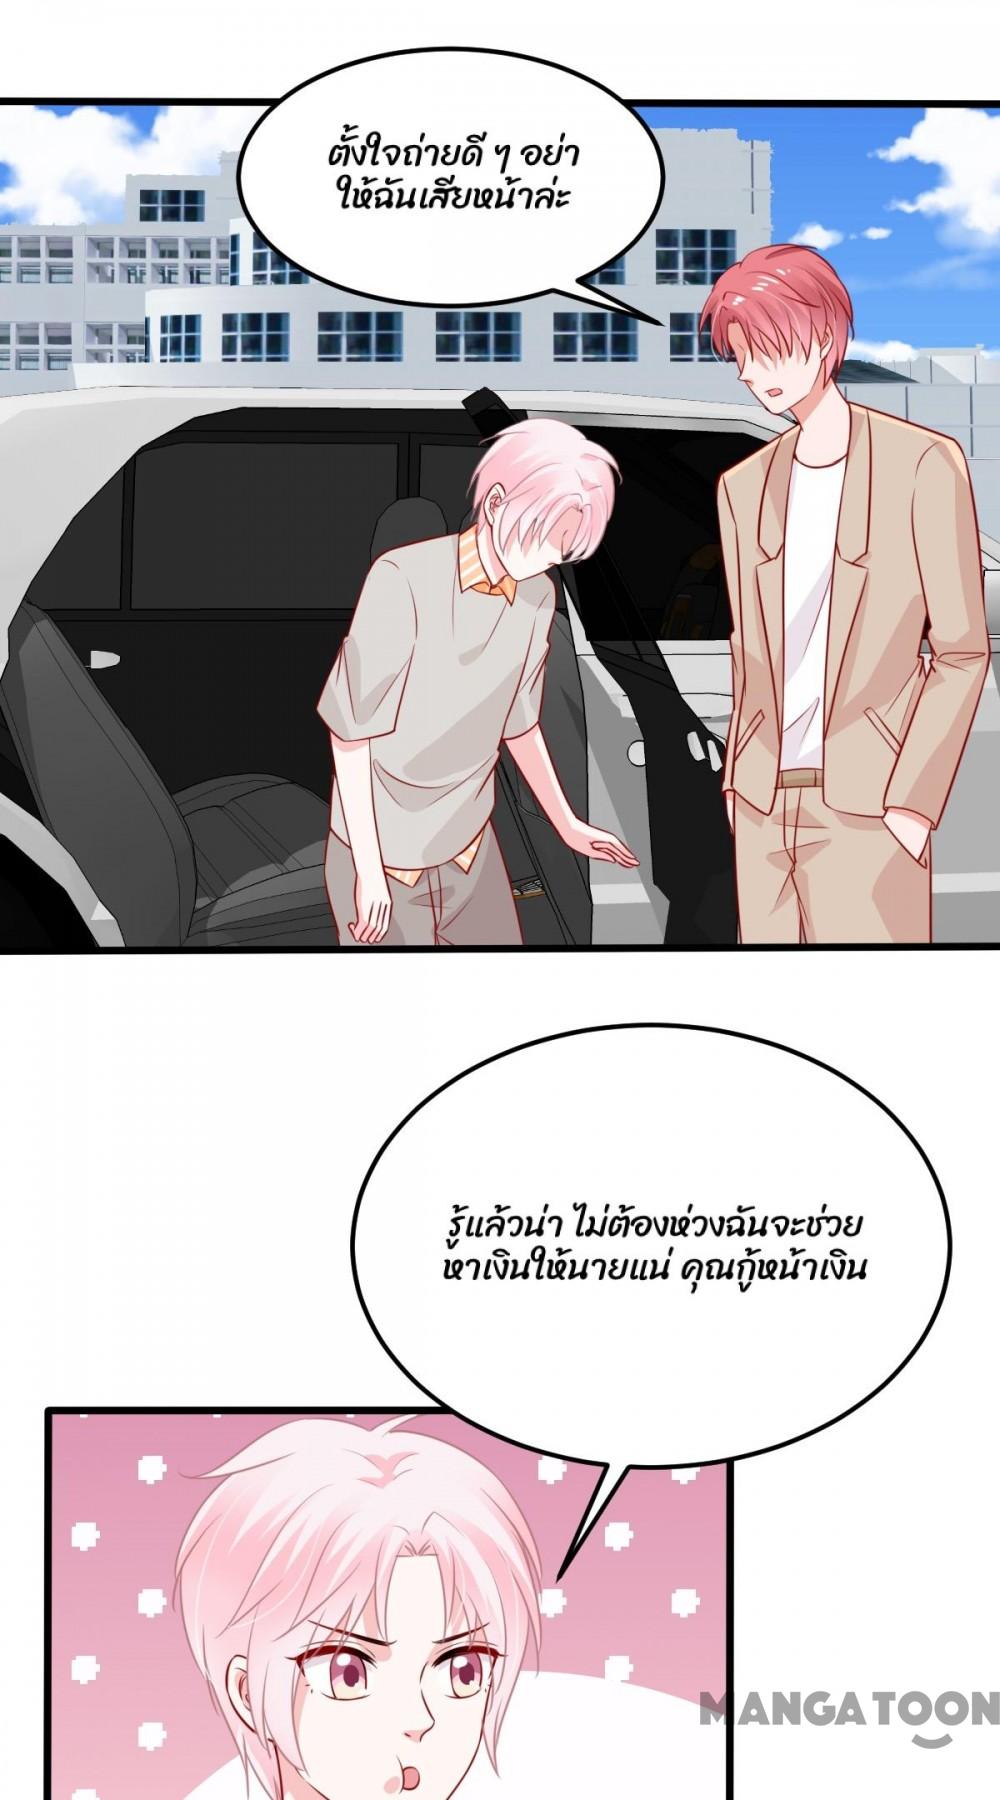 ตั้งใจถ่ายดี ๆ อย่า
ให้ฉันเสียหน้าล่ะ
รู้แล้วน่า ไม่ต้องห่วงฉันจะช่วย
หาเงินให้นายแน่ คุณกู้หน้าเงิน
MANGATOON